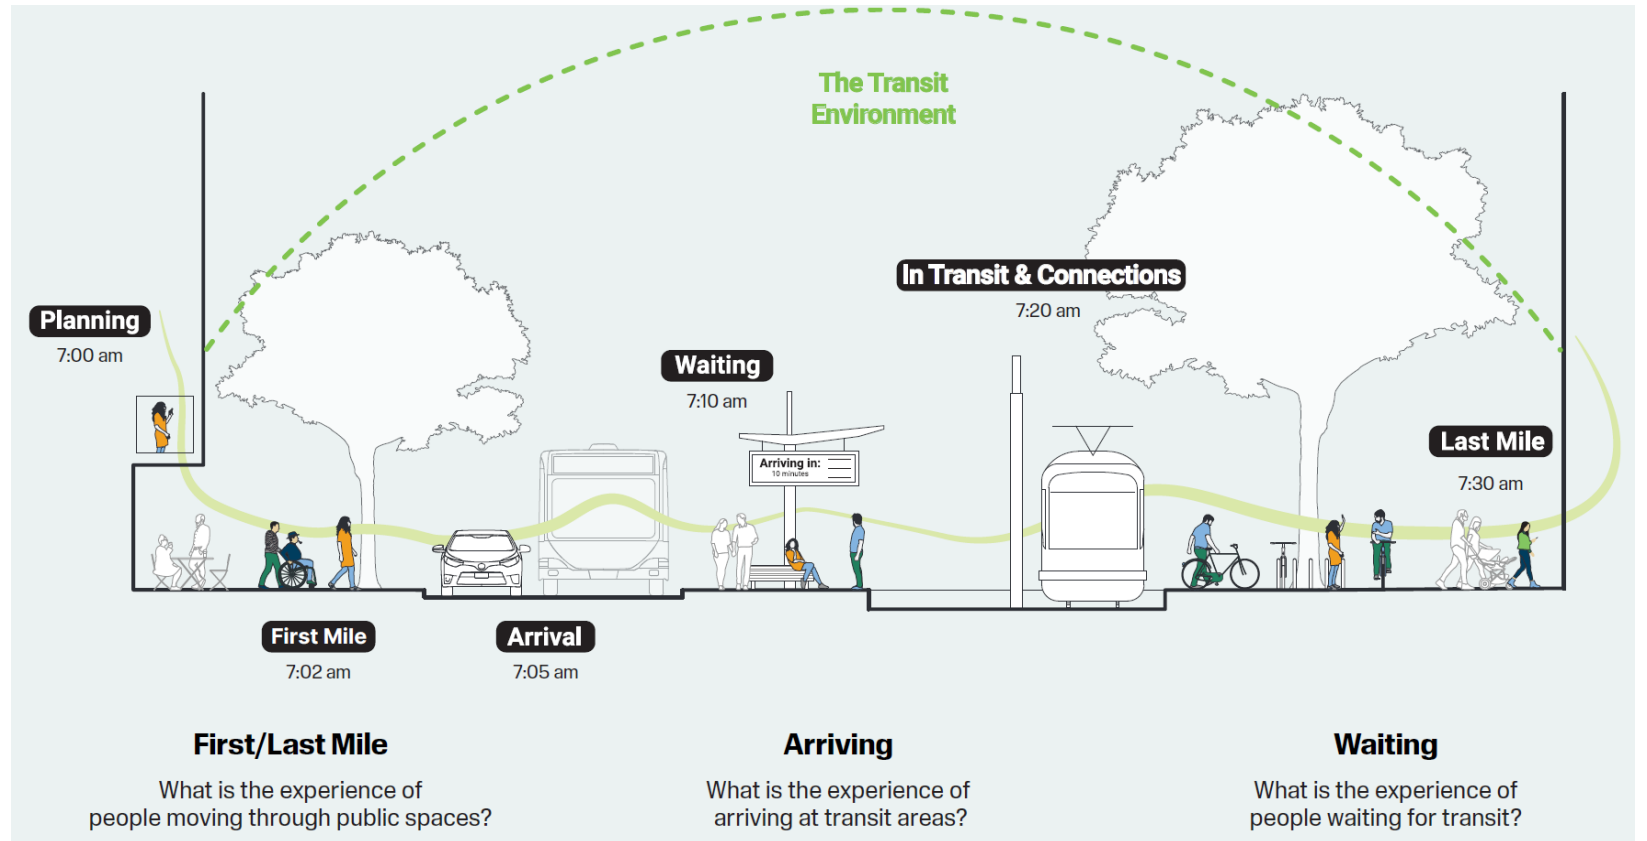 The Transit
Environment
In Transit & Connections
7:20 am
Planning
7:00 am
Waiting
7:10 am
Arriving in:
10 minutes
Last Mile
7:30 am
First Mile
7:02 am
Arrival
7:05 am
First/Last Mile
What is the experience of
people moving through public spaces?
Arriving
What is the experience of
arriving at transit areas?
Waiting
What is the experience of
people waiting for transit?